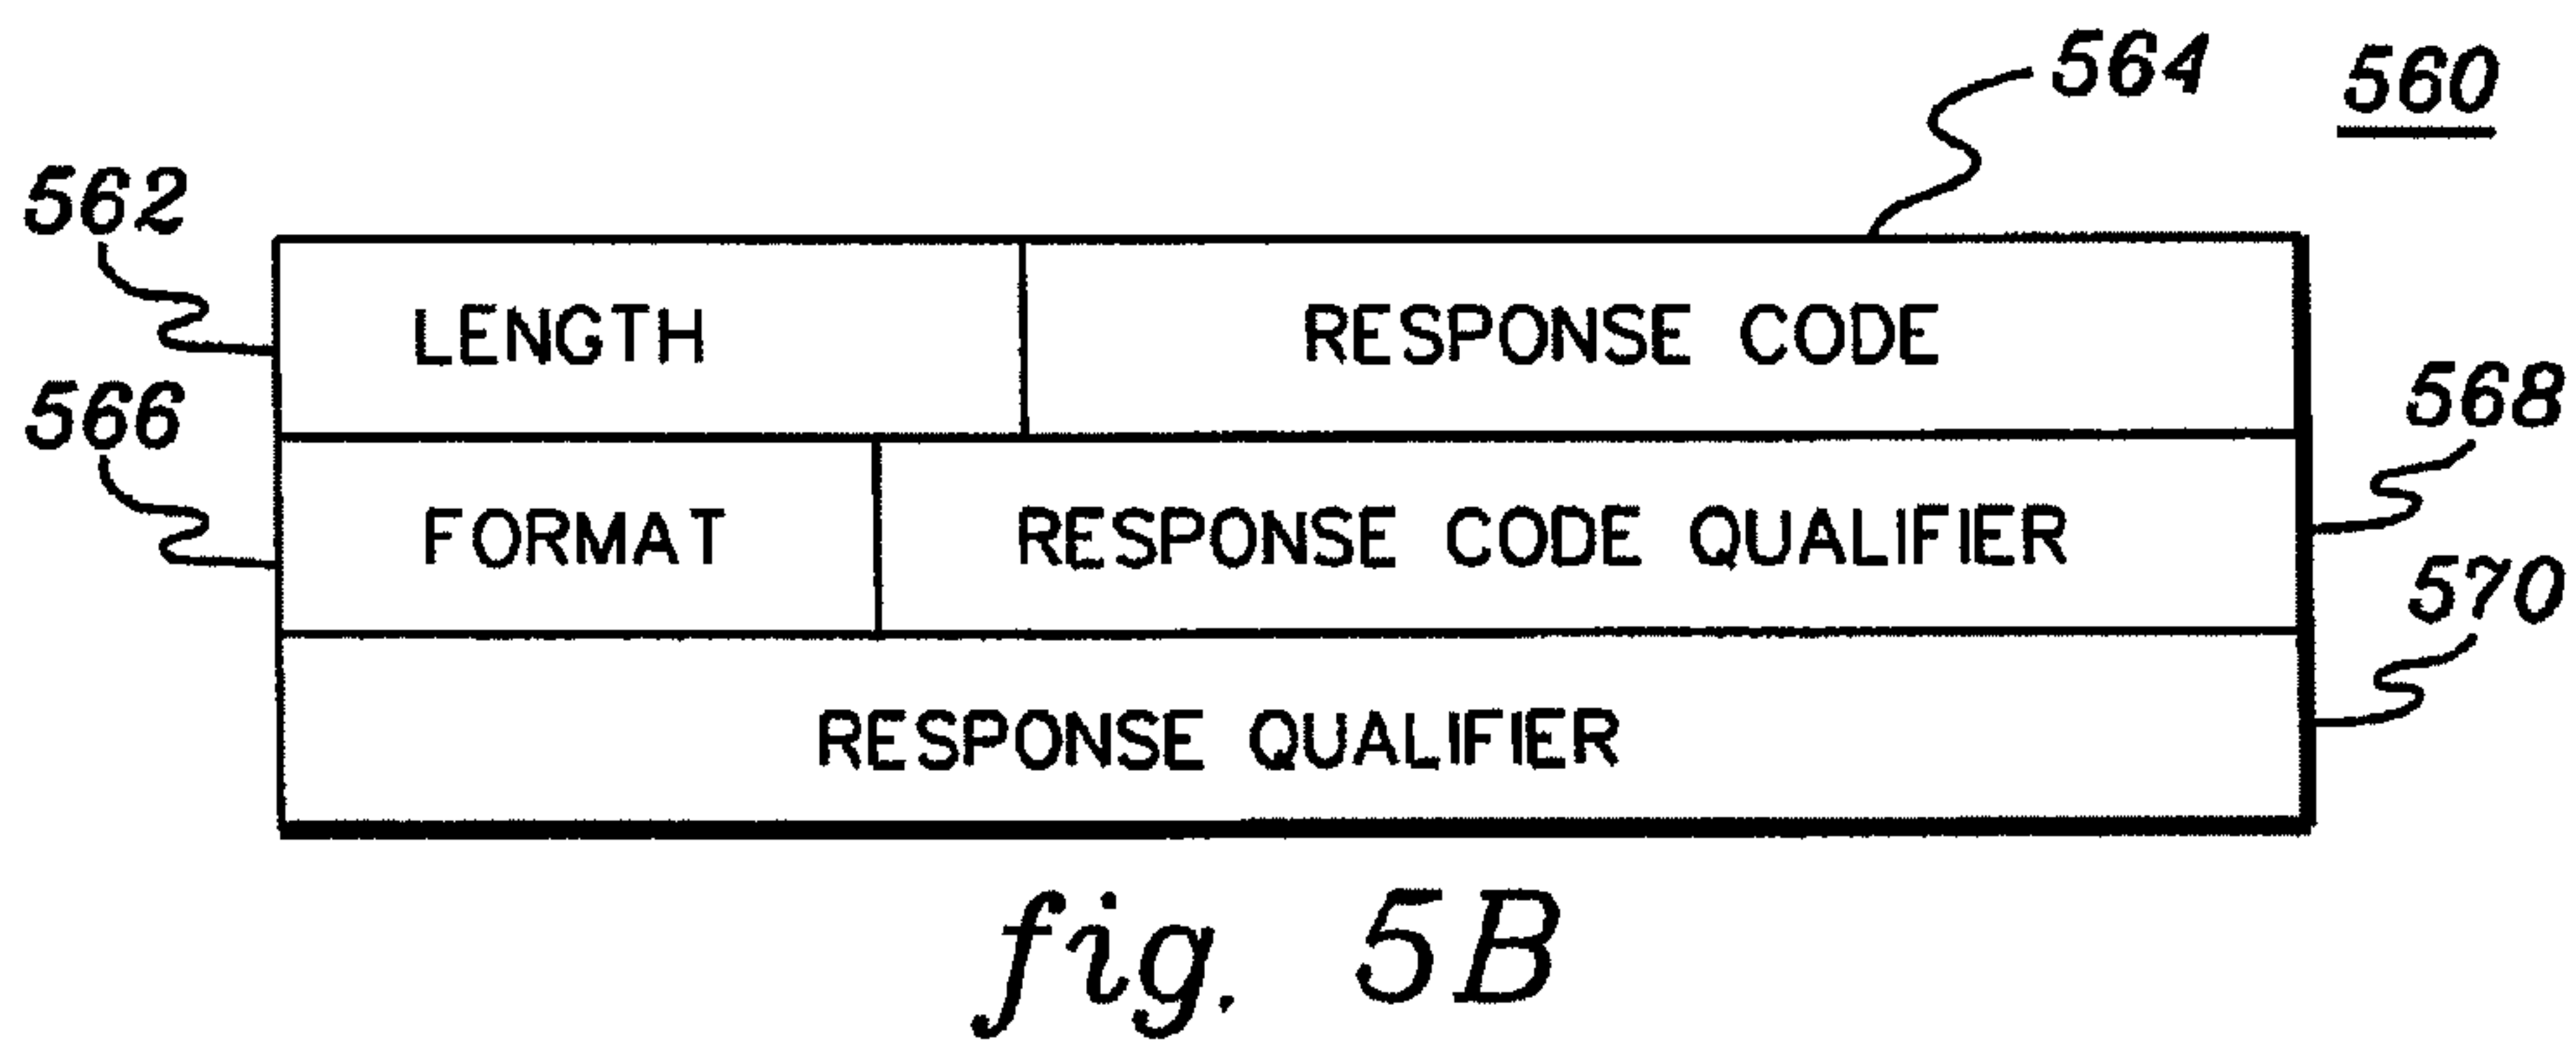 564 560
562
LENGTH RESPONSE CODE
566 568
FORMAT RESPONSE CODE QUALIFIER
570
RESPONSE QUALIFIER
fig. 5B